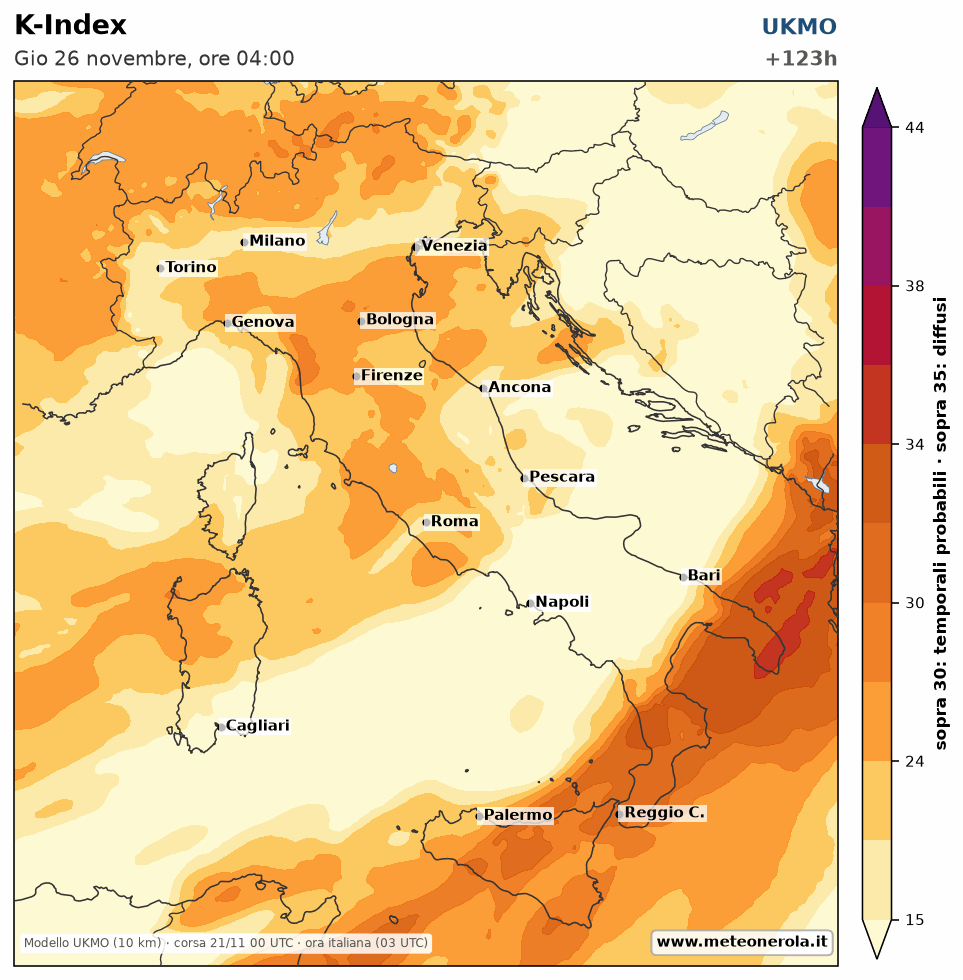 K-Index
UKMO
Gio 26 novembre, ore 04:00
+123h
44
38
34
30
24
15
sopra 30: temporali probabili · sopra 35: diffusi
Milano
Venezia
Torino
Genova
Bologna
Firenze
Ancona
Pescara
Roma
Bari
Napoli
Cagliari
Palermo
Reggio C.
Modello UKMO (10 km) · corsa 21/11 00 UTC · ora italiana (03 UTC)
www.meteonerola.it